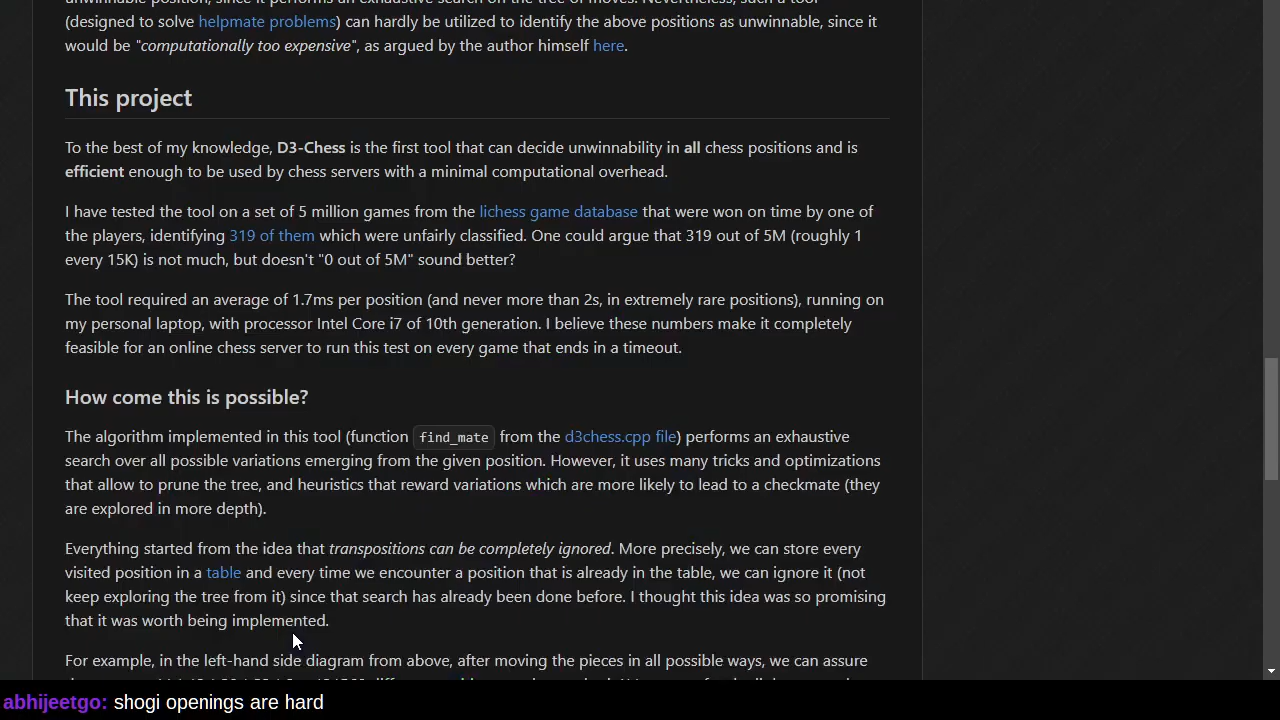 (designed to solve helpmate problems) can hardly be utilized to identify the above positions as unwinnable, since it
would be "computationally too expensive", as argued by the author himself here.
This project
To the best of my knowledge, D3-Chess is the first tool that can decide unwinnability in all chess positions and is
efficient enough to be used by chess servers with a minimal computational overhead.
I have tested the tool on a set of 5 million games from the lichess game database that were won on time by one of
the players, identifying 319 of them which were unfairly classified. One could argue that 319 out of 5M (roughly 1
every 15K) is not much, but doesn't "0 out of 5M" sound better?
The tool required an average of 1.7ms per position (and never more than 2s, in extremely rare positions), running on
my personal laptop, with processor Intel Core i7 of 10th generation. I believe these numbers make it completely
feasible for an online chess server to run this test on every game that ends in a timeout.
How come this is possible?
The algorithm implemented in this tool (function find_mate from the d3chess.cpp file) performs an exhaustive
search over all possible variations emerging from the given position. However, it uses many tricks and optimizations
that allow to prune the tree, and heuristics that reward variations which are more likely to lead to a checkmate (they
are explored in more depth).
Everything started from the idea that transpositions can be completely ignored. More precisely, we can store every
visited position in a table and every time we encounter a position that is already in the table, we can ignore it (not
keep exploring the tree from it) since that search has already been done before. I thought this idea was so promising
that it was worth being implemented.
For example, in the left-hand side diagram from above, after moving the pieces in all possible ways, we can assure
abhijeetgo: shogi openings are hard